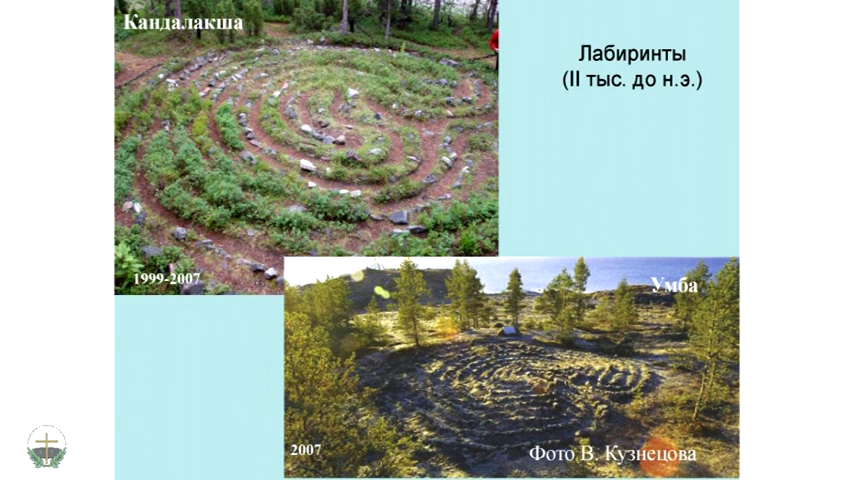 Кандалакша
Лабиринты
(II тыс. до н.э.)
1999-2007
Умба
2007
Фото В. Кузнецова